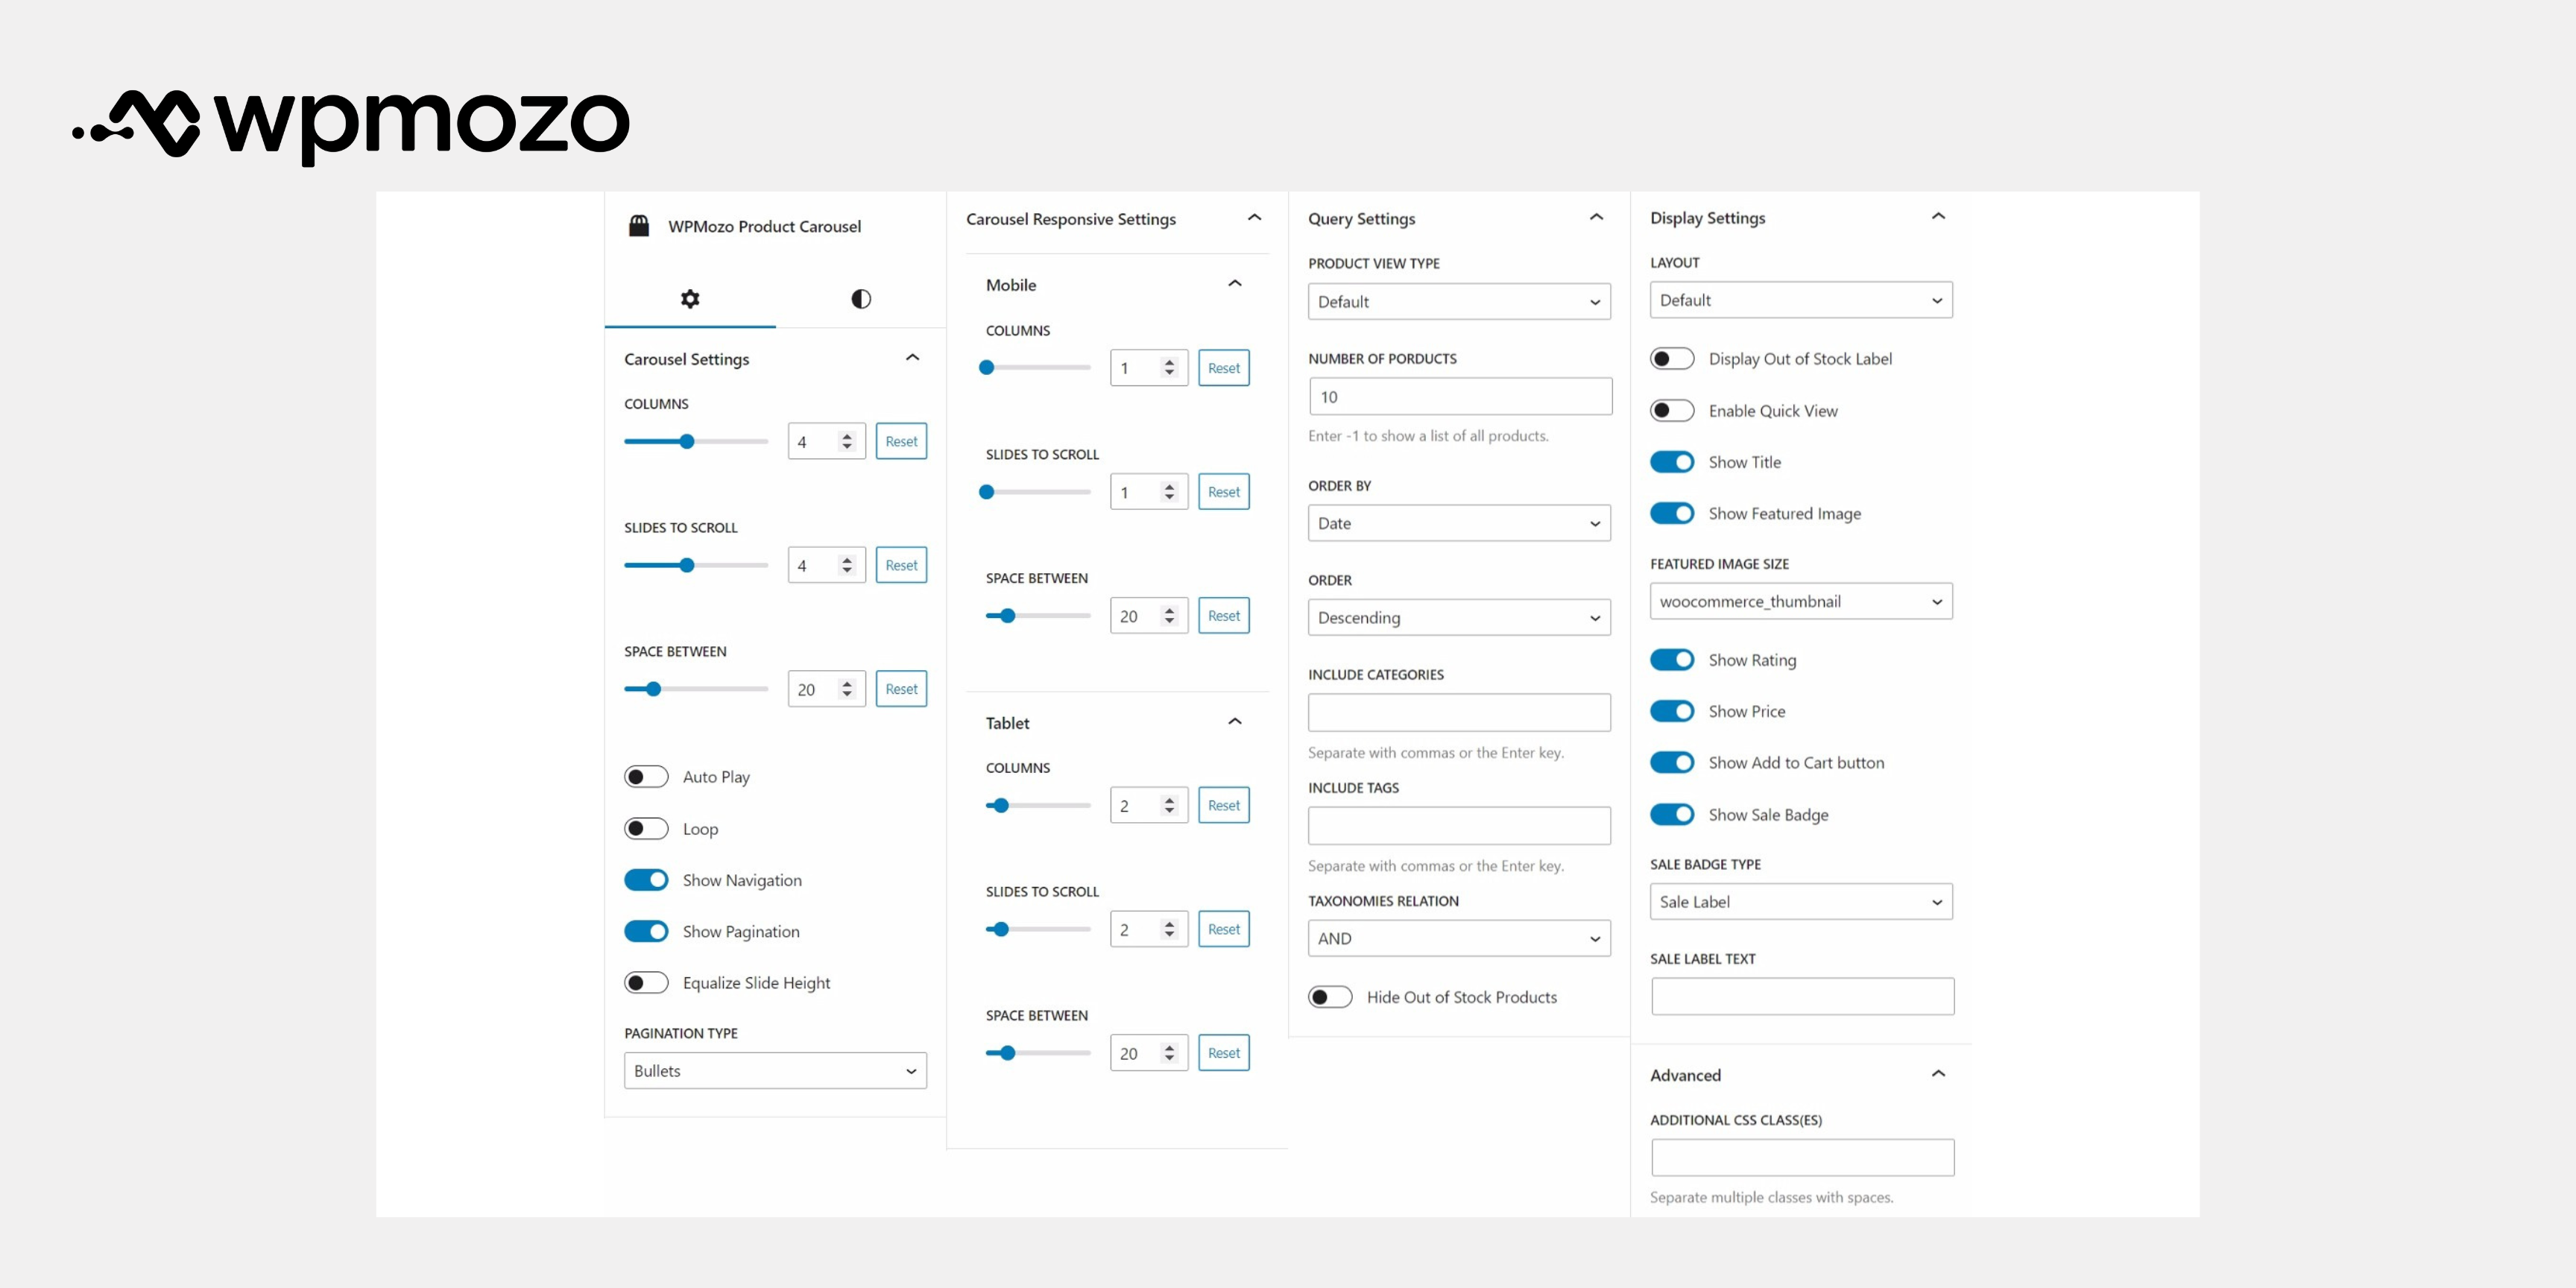 wpmozo
WPMozo Product Carousel
Carousel Settings
COLUMNS
4
Reset
SLIDES TO SCROLL
4
Reset
SPACE BETWEEN
20
Reset
Auto Play
Loop
Show Navigation
Show Pagination
Equalize Slide Height
PAGINATION TYPE
Bullets
Carousel Responsive Settings
Mobile
COLUMNS
1
Reset
SLIDES TO SCROLL
1
Reset
SPACE BETWEEN
20
Reset
Tablet
COLUMNS
2
Reset
SLIDES TO SCROLL
2
Reset
SPACE BETWEEN
20
Reset
Query Settings
PRODUCT VIEW TYPE
Default
NUMBER OF PORDUCTS
10
Enter -1 to show a list of all products.
ORDER BY
Date
ORDER
Descending
INCLUDE CATEGORIES
Separate with commas or the Enter key.
INCLUDE TAGS
Separate with commas or the Enter key.
TAXONOMIES RELATION
AND
Hide Out of Stock Products
Display Settings
LAYOUT
Default
Display Out of Stock Label
Enable Quick View
Show Title
Show Featured Image
FEATURED IMAGE SIZE
woocommerce_thumbnail
Show Rating
Show Price
Show Add to Cart button
Show Sale Badge
SALE BADGE TYPE
Sale Label
SALE LABEL TEXT
Advanced
ADDITIONAL CSS CLASS(ES)
Separate multiple classes with spaces.